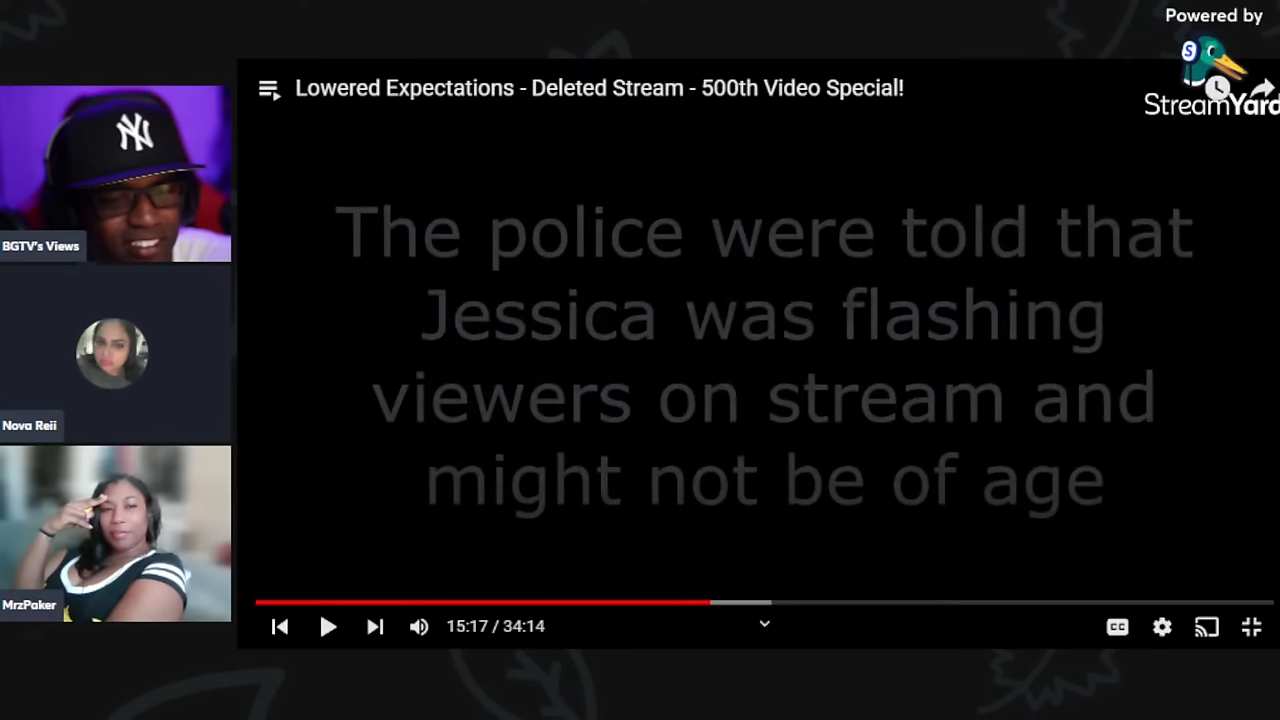 Powered by
S
StreamYard
Lowered Expectations - Deleted Stream - 500th Video Special!
NY
BGTV's Views
The police were told that
Jessica was flashing
viewers on stream and
might not be of age
Nova Reii
MrzPaker
15:17 / 34:14
CC